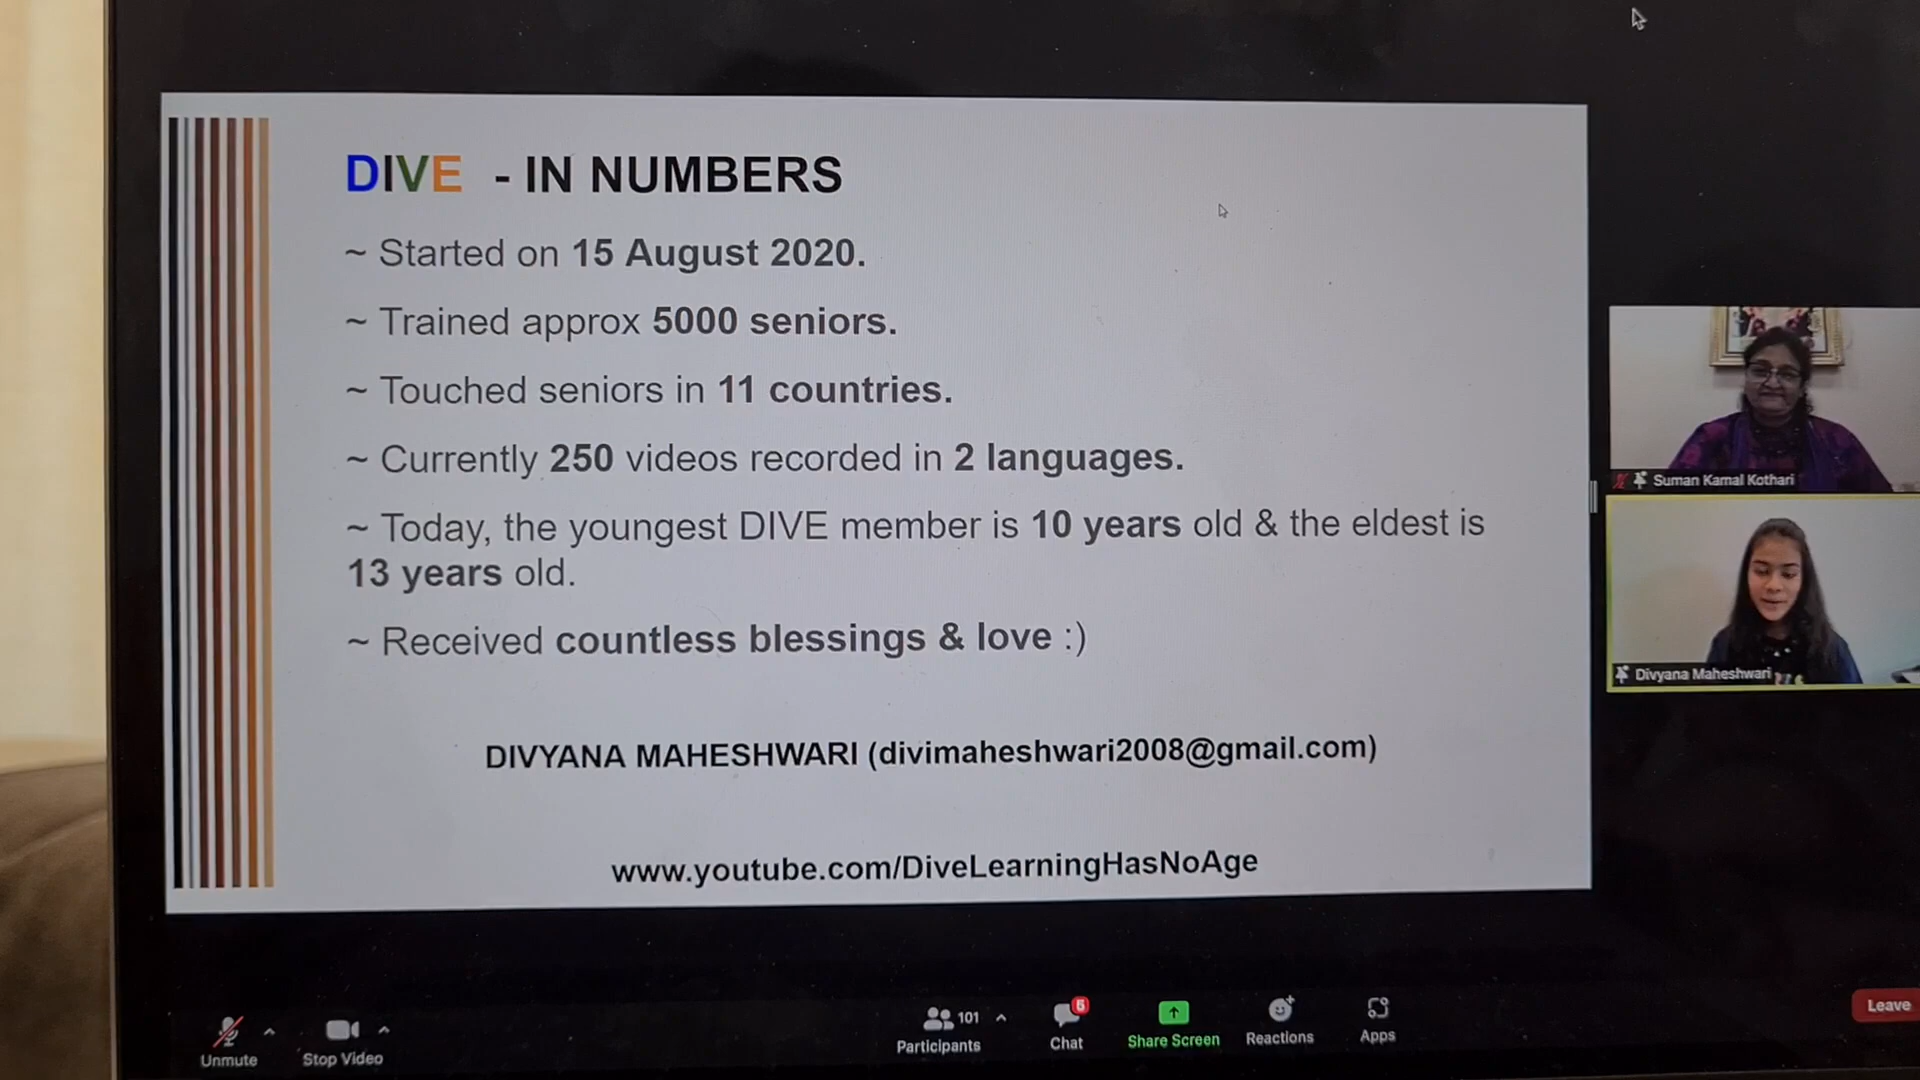 DIVE - IN NUMBERS
~ Started on 15 August 2020.
~ Trained approx 5000 seniors.
~ Touched seniors in 11 countries.
~ Currently 250 videos recorded in 2 languages.
~ Today, the youngest DIVE member is 10 years old & the eldest is
13 years old.
~ Received countless blessings & love :)
DIVYANA MAHESHWARI (divimaheshwari2008@gmail.com)
www.youtube.com/DiveLearningHasNoAge
Suman Kamal Kothari
Divyana Maheshwari
Unmute
Stop Video
101
Participants
6
Chat
Share Screen
Reactions
Apps
Leave